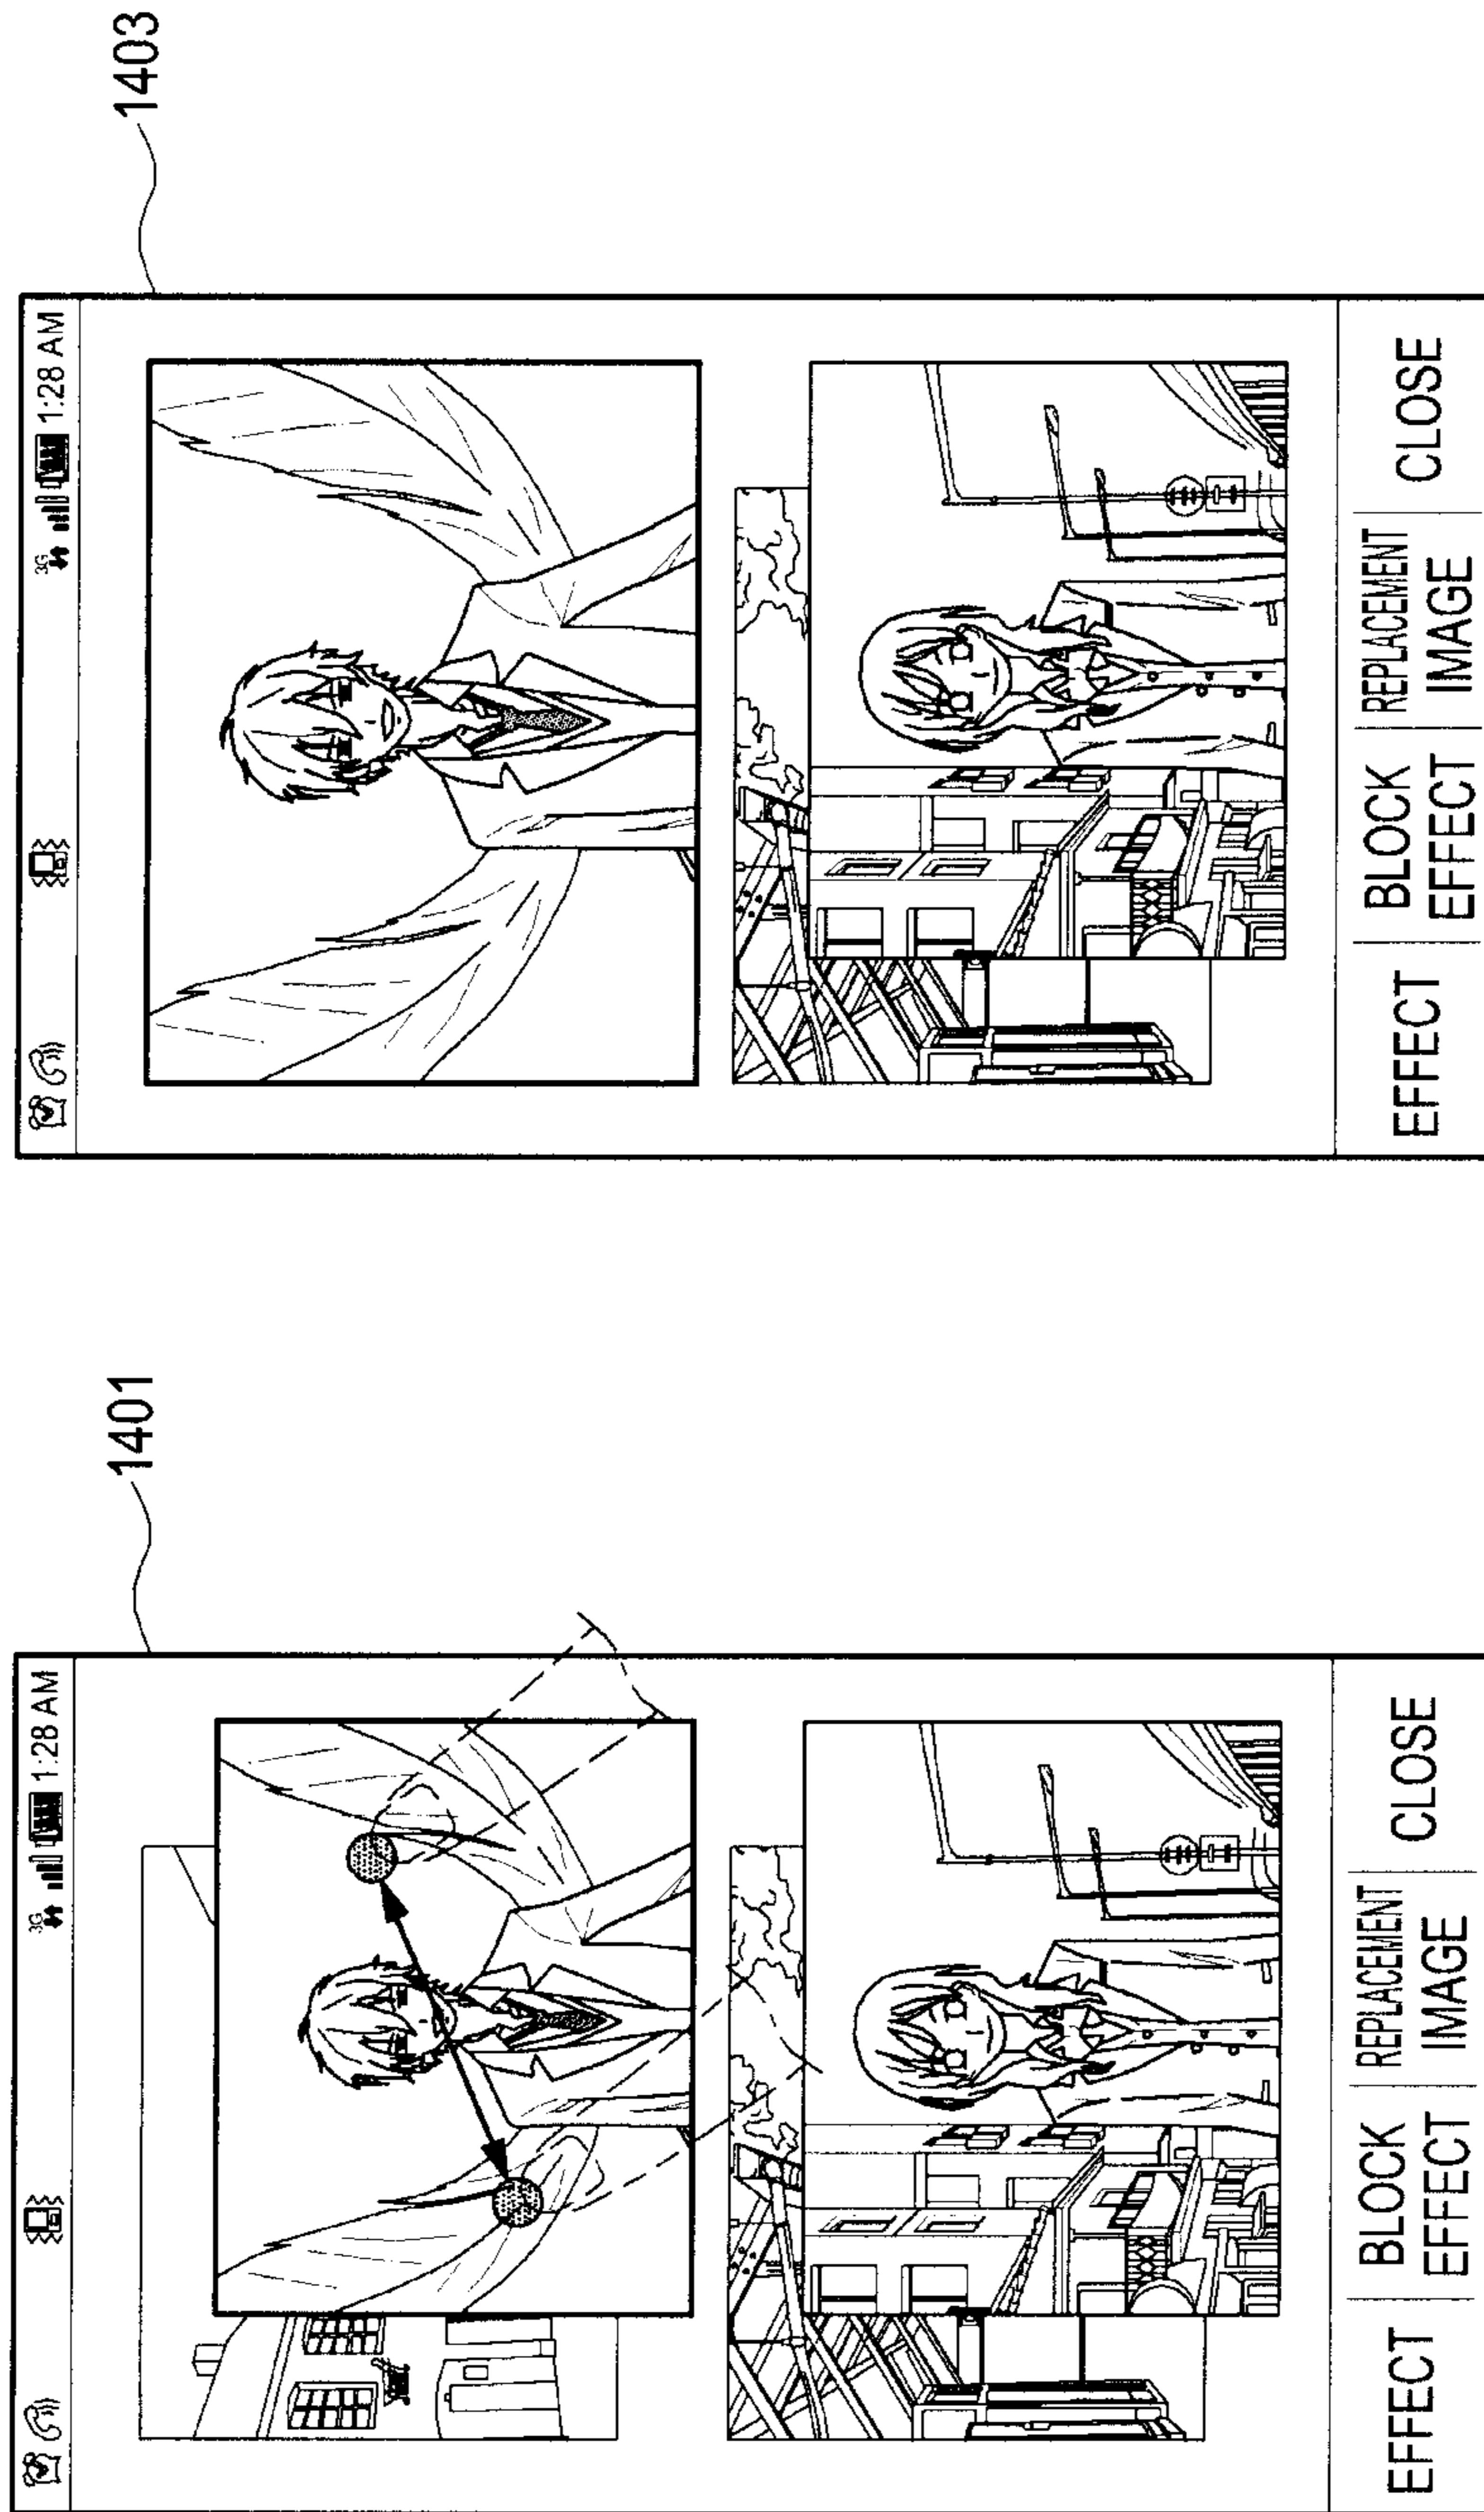 1401
3G 1:28 AM
EFFECT
BLOCK
EFFECT
REPLACEMENT
IMAGE
CLOSE
1403
3G 1:28 AM
EFFECT
BLOCK
EFFECT
REPLACEMENT
IMAGE
CLOSE